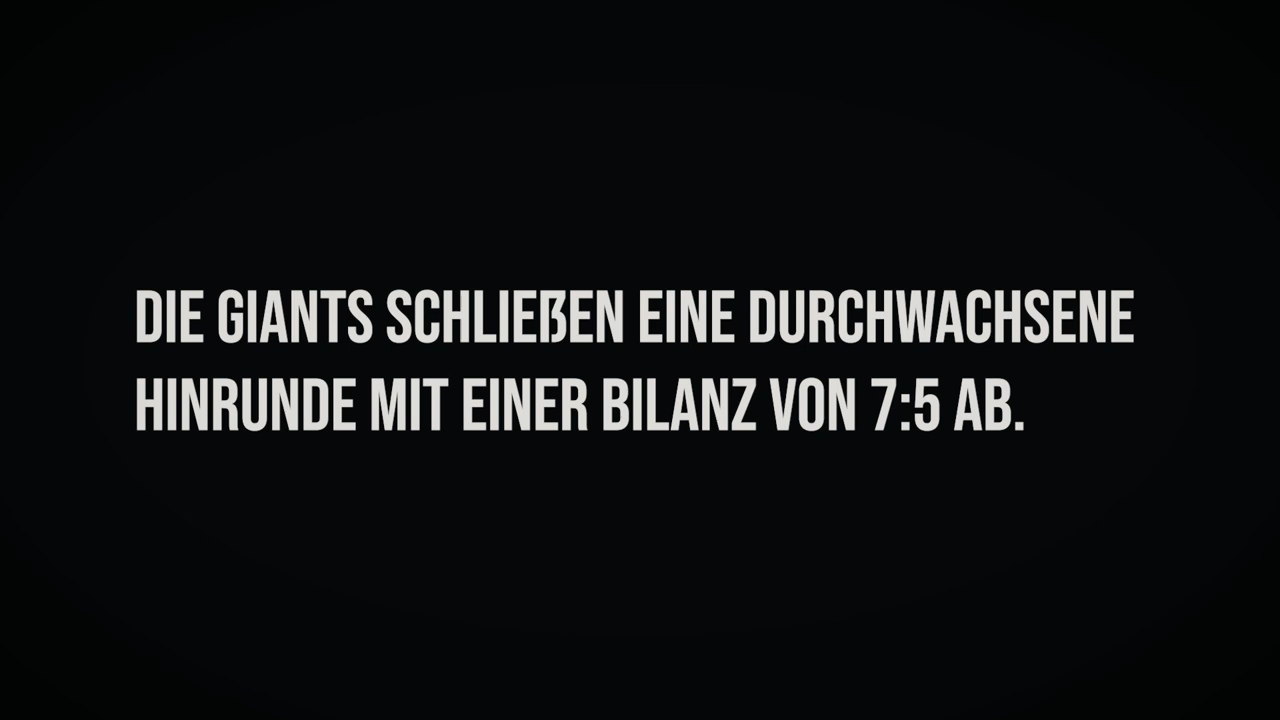 DIE GIANTS SCHLIEẞEN EINE DURCHWACHSENE
HINRUNDE MIT EINER BILANZ VON 7:5 AB.